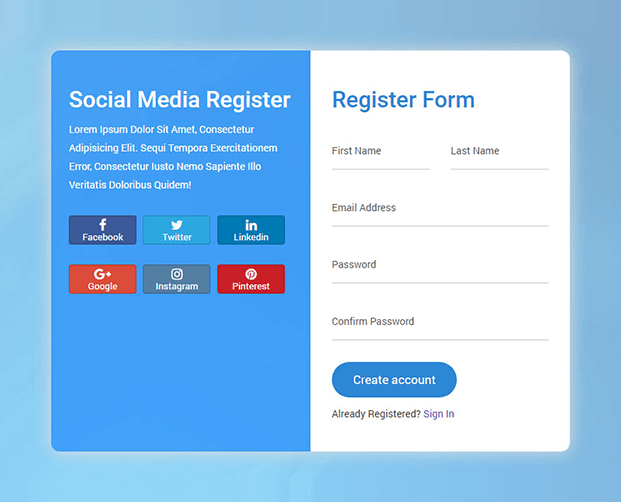 Social Media Register
Lorem Ipsum Dolor Sit Amet, Consectetur
Adipisicing Elit. Sequi Tempora Exercitationem
Error, Consectetur Iusto Nemo Sapiente Illo
Veritatis Doloribus Quidem!
Facebook
Twitter
Linkedin
Google
Instagram
Pinterest
Register Form
First Name
Last Name
Email Address
Password
Confirm Password
Create account
Already Registered? Sign In